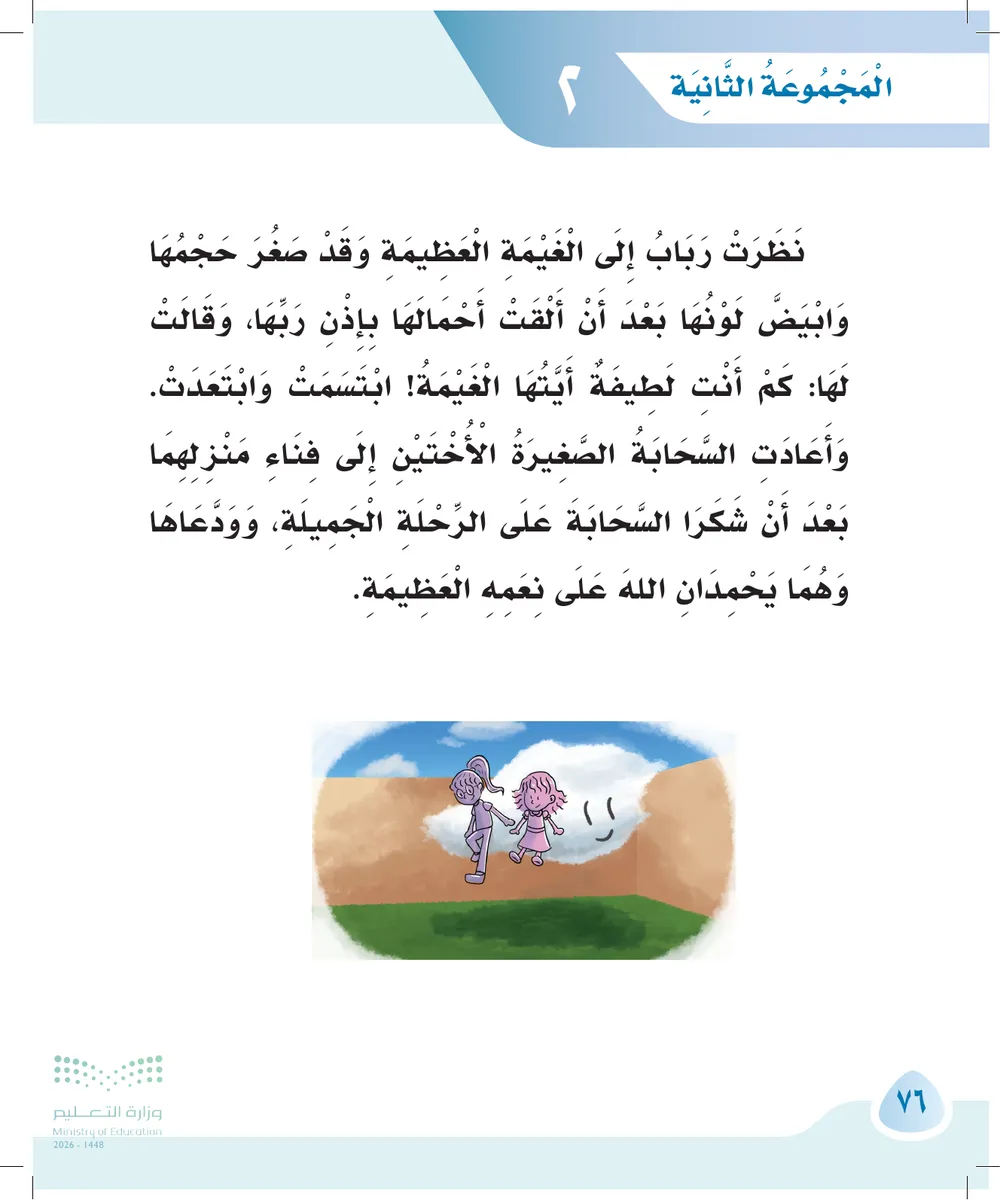 الْمَجْمُوعَةُ الثَّانِيَة
٢
نَظَرَتْ رَبَابُ إِلَى الْغَيْمَةِ الْعَظِيمَةِ وَقَدْ صَغُرَ حَجْمُهَا
وَابْيَضَّ لَوْنُهَا بَعْدَ أَنْ أَلْقَتْ أَحْمَالَهَا بِإِذْنِ رَبِّهَا، وَقَالَتْ
لَهَا: كَمْ أَنْتِ لَطِيفَةٌ أَيَّتُهَا الْغَيْمَةُ! ابْتَسَمَتْ وَابْتَعَدَتْ.
وَأَعَادَتِ السَّحَابَةُ الصَّغِيرَةُ الْأُخْتَيْنِ إِلَى فِنَاءِ مَنْزِلِهِمَا
بَعْدَ أَنْ شَكَرَا السَّحَابَةَ عَلَى الرِّحْلَةِ الْجَمِيلَةِ، وَوَدَّعَاهَا
وَهُمَا يَحْمِدَانِ اللهَ عَلَى نِعَمِهِ الْعَظِيمَةِ.
وزارة التعليم
Ministry of Education
2026 - 1448
٧٦